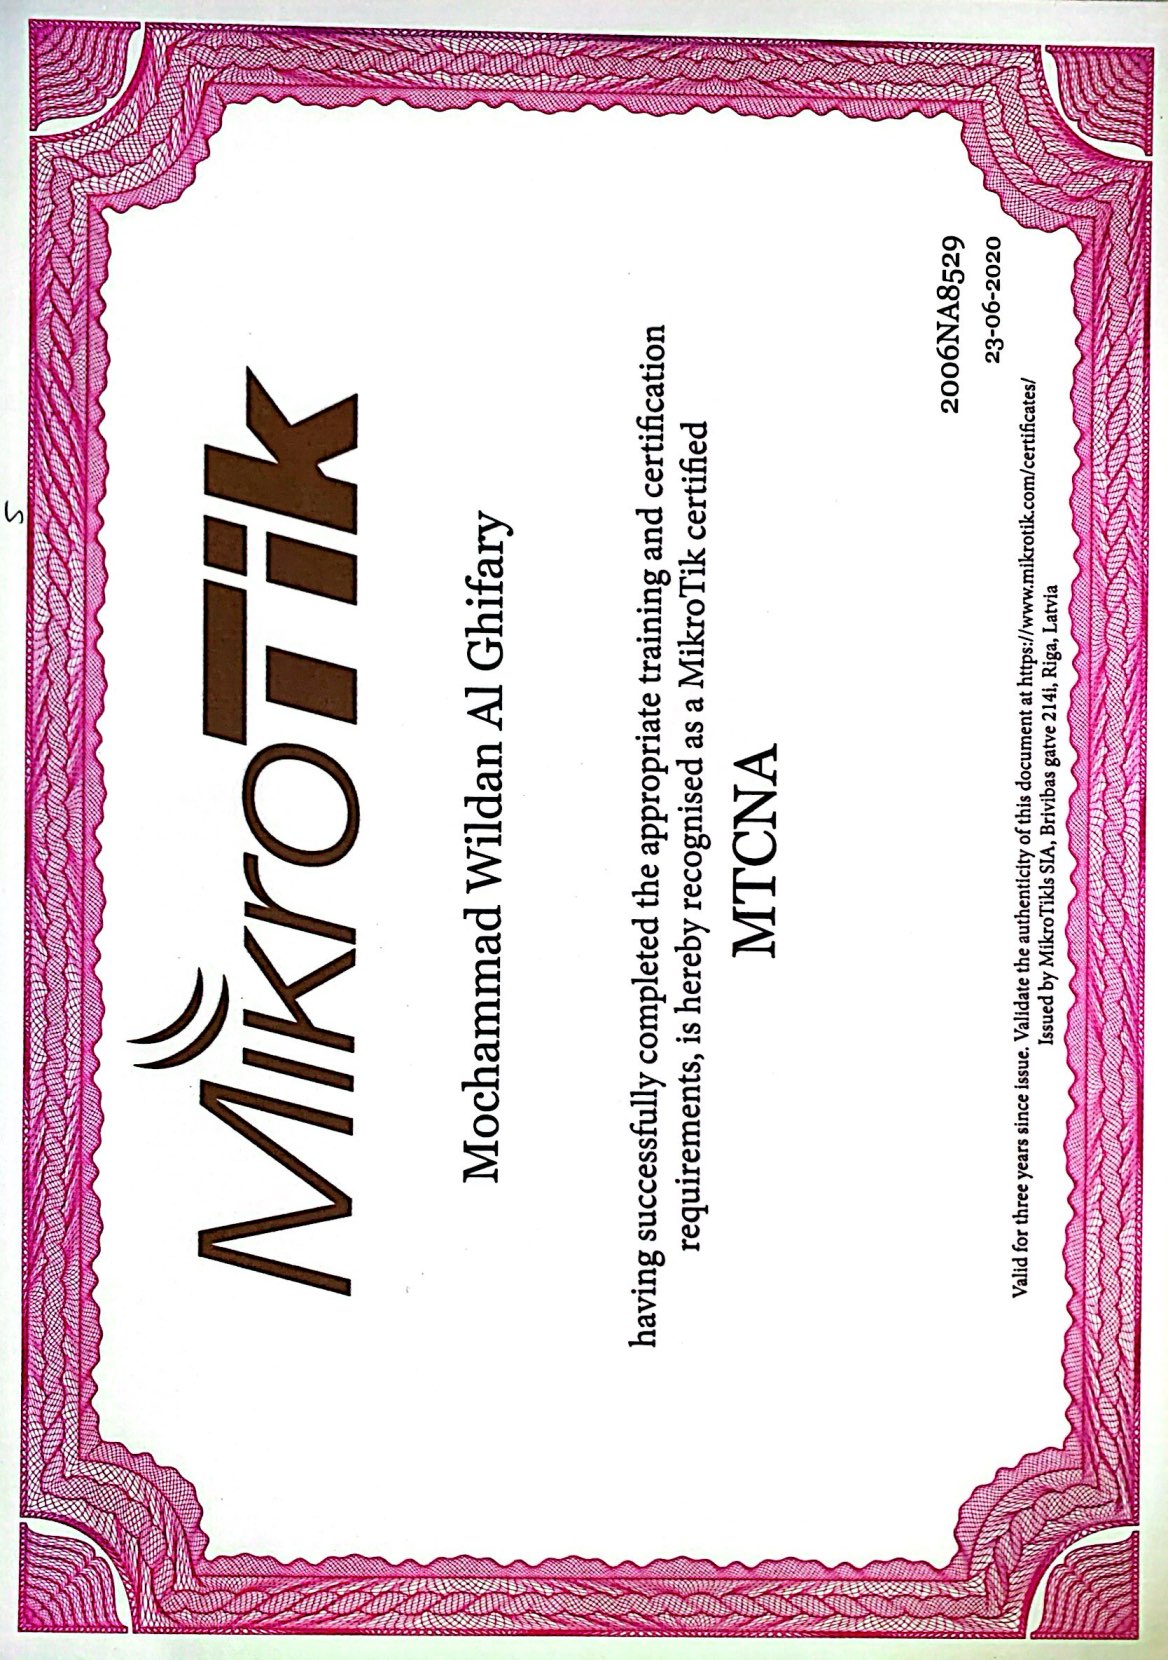 5
MikroTik
Mochammad Wildan Al Ghifary
having successfully completed the appropriate training and certification
requirements, is hereby recognised as a MikroTik certified
MTCNA
2006NA8529
23-06-2020
Valid for three years since issue. Validate the authenticity of this document at https://www.mikrotik.com/certificates/
Issued by MikroTikls SIA, Brivibas gatve 214i, Riga, Latvia